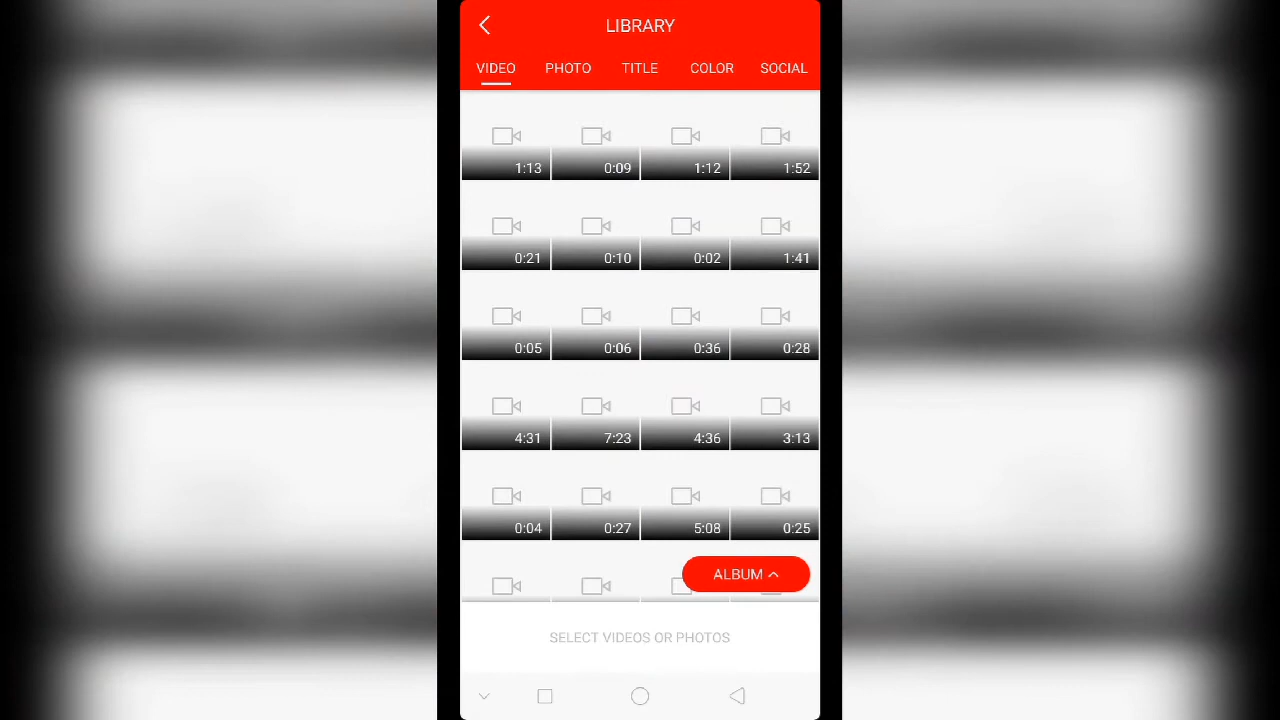 LIBRARY
VIDEO PHOTO TITLE COLOR SOCIAL
1:13 0:09 1:12 1:52
0:21 0:10 0:02 1:41
0:05 0:06 0:36 0:28
4:31 7:23 4:36 3:13
0:04 0:27 5:08 0:25
ALBUM
SELECT VIDEOS OR PHOTOS